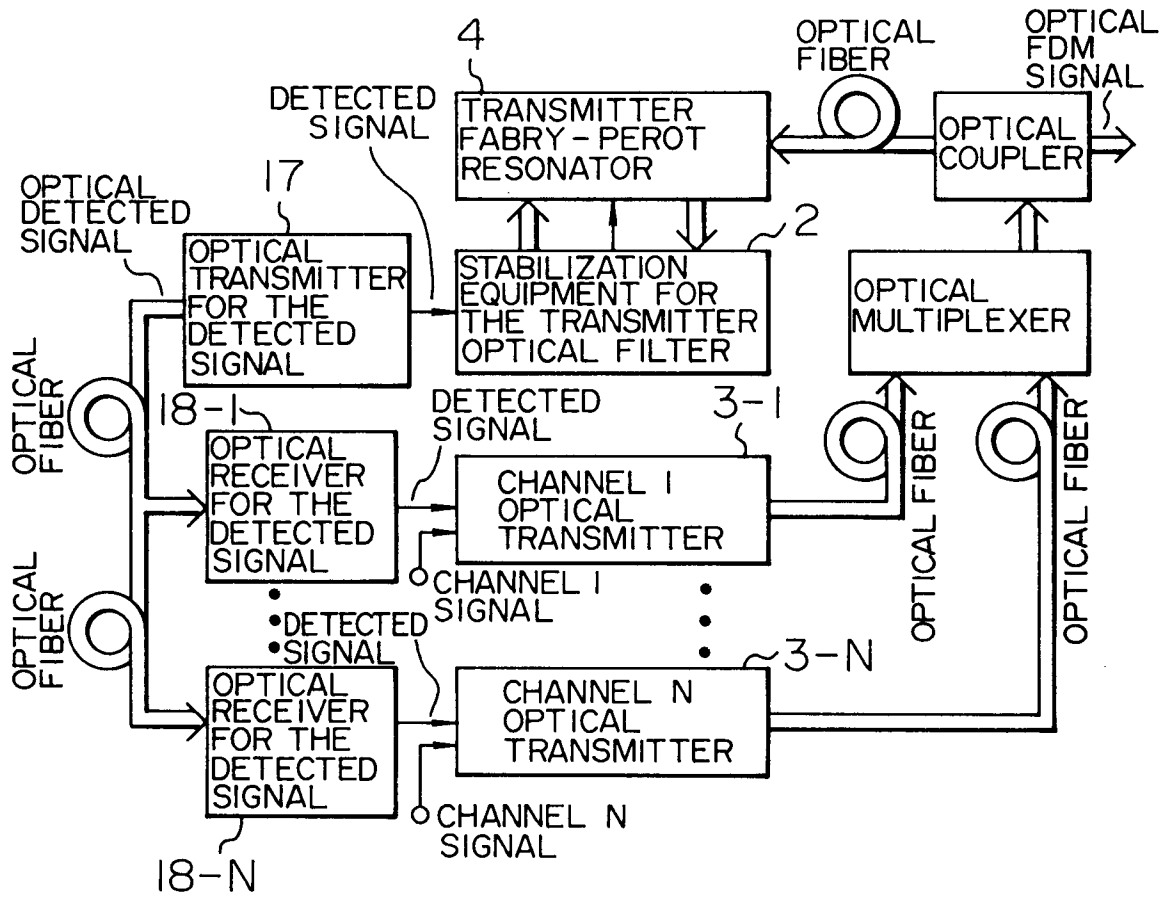 4
OPTICAL
FIBER
OPTICAL
FDM
SIGNAL
DETECTED
SIGNAL
TRANSMITTER
FABRY-PEROT
RESONATOR
OPTICAL
COUPLER
OPTICAL
DETECTED
SIGNAL
17
2
OPTICAL
TRANSMITTER
FOR THE
DETECTED
SIGNAL
STABILIZATION
EQUIPMENT FOR
THE TRANSMITTER
OPTICAL FILTER
OPTICAL
MULTIPLEXER
OPTICAL
FIBER
18-1
DETECTED
SIGNAL
3-1
OPTICAL
RECEIVER
FOR THE
DETECTED
SIGNAL
CHANNEL 1
OPTICAL
TRANSMITTER
OPTICAL FIBER
OPTICAL FIBER
CHANNEL 1
SIGNAL
OPTICAL
FIBER
DETECTED
SIGNAL
3-N
OPTICAL
RECEIVER
FOR THE
DETECTED
SIGNAL
CHANNEL N
OPTICAL
TRANSMITTER
CHANNEL N
SIGNAL
18-N